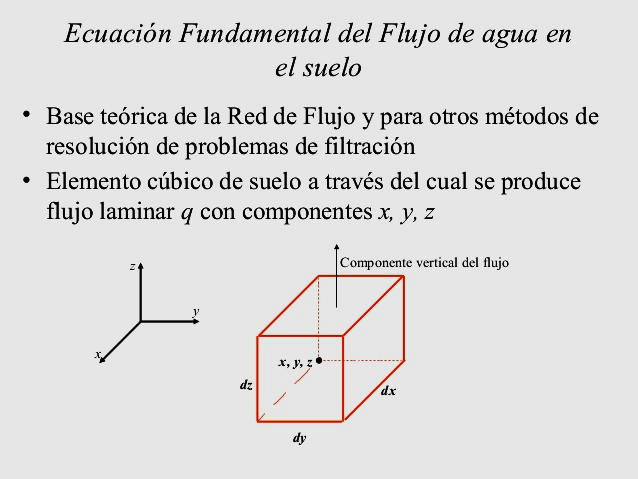 Ecuación Fundamental del Flujo de agua en
el suelo
• Base teórica de la Red de Flujo y para otros métodos de
resolución de problemas de filtración
• Elemento cúbico de suelo a través del cual se produce
flujo laminar q con componentes x, y, z
Componente vertical del flujo
z
y
x
x, y, z
dz
dx
dy